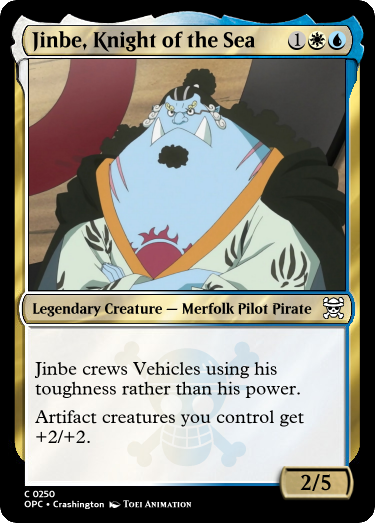 Jinbe, Knight of the Sea 1
Legendary Creature — Merfolk Pilot Pirate
Jinbe crews Vehicles using his
toughness rather than his power.
Artifact creatures you control get
+2/+2.
2/5
C 0250
OPC • Crashington TOEI ANIMATION